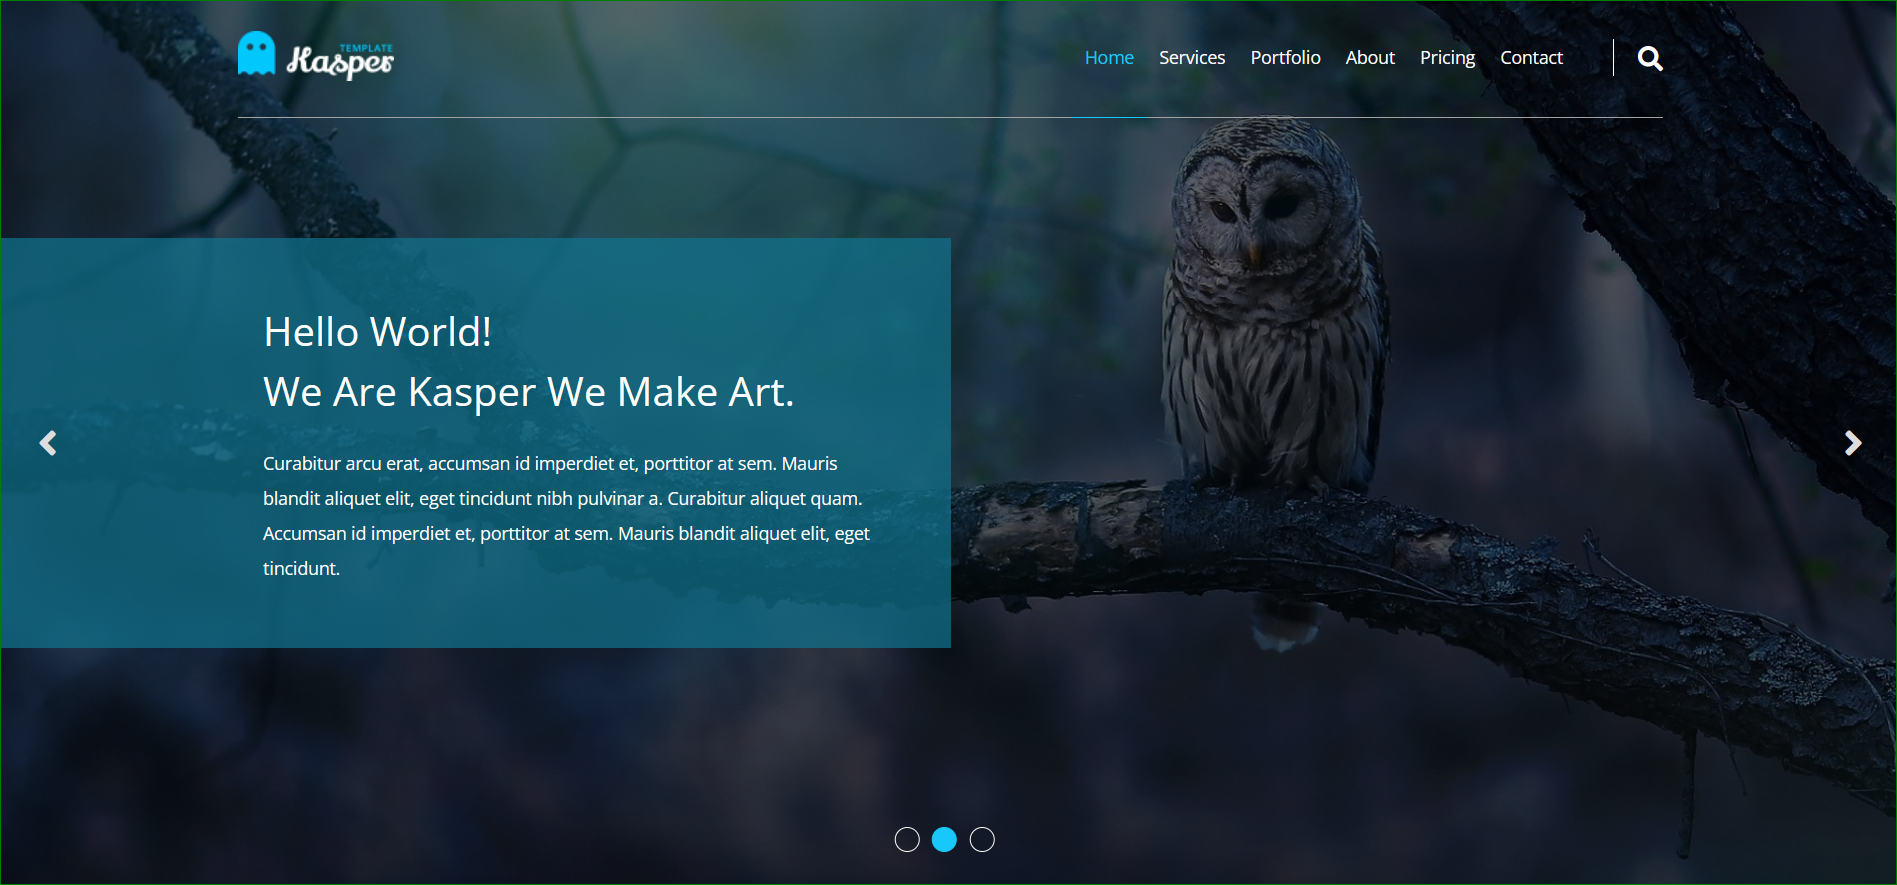 TEMPLATE
Kasper
Home Services Portfolio About Pricing Contact
Hello World!
We Are Kasper We Make Art.
Curabitur arcu erat, accumsan id imperdiet et, porttitor at sem. Mauris
blandit aliquet elit, eget tincidunt nibh pulvinar a. Curabitur aliquet quam.
Accumsan id imperdiet et, porttitor at sem. Mauris blandit aliquet elit, eget
tincidunt.